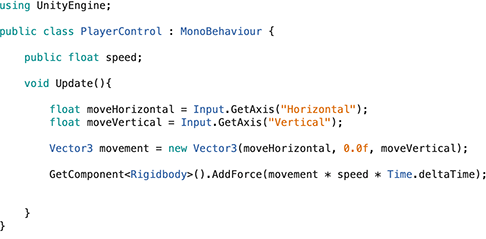 using UnityEngine;
public class PlayerControl : MonoBehaviour {
public float speed;
void Update(){
float moveHorizontal = Input.GetAxis("Horizontal");
float moveVertical = Input.GetAxis("Vertical");
Vector3 movement = new Vector3(moveHorizontal, 0.0f, moveVertical);
GetComponent<Rigidbody>().AddForce(movement * speed * Time.deltaTime);
}
}